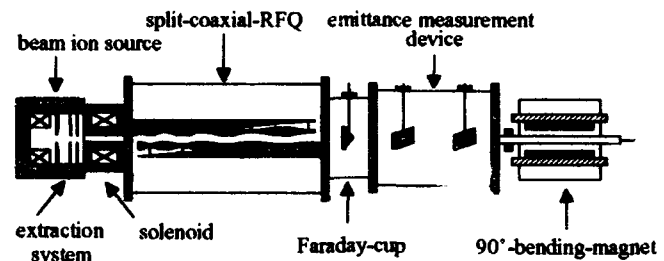 split-coaxial-RFQ
emittance measurement
device
beam ion source
extraction
system
solenoid
Faraday-cup
90°-bending-magnet